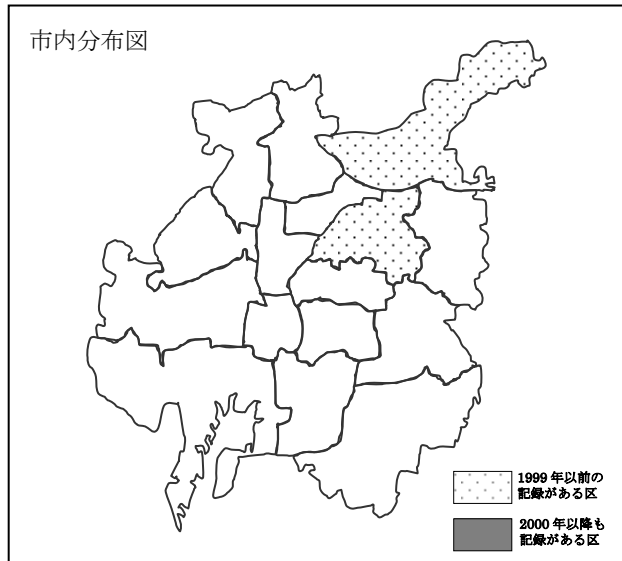 市内分布図
1999 年以前の
記録がある区
2000 年以降も
記録がある区